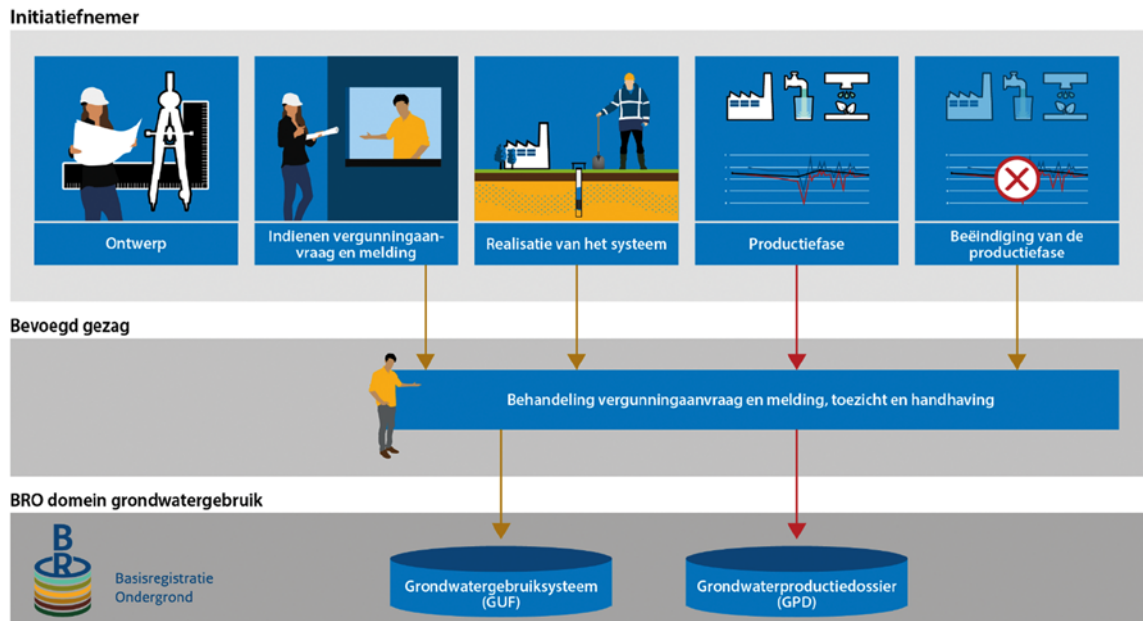 Initiatiefnemer
Ontwerp
Indienen vergunningaan-
vraag en melding
Realisatie van het systeem
Productiefase
Beëindiging van de
productiefase
Bevoegd gezag
Behandeling vergunningaanvraag en melding, toezicht en handhaving
BRO domein grondwatergebruik
B
R
Basisregistratie
Ondergrond
Grondwatergebruiksysteem
(GUF)
Grondwaterproductiedossier
(GPD)